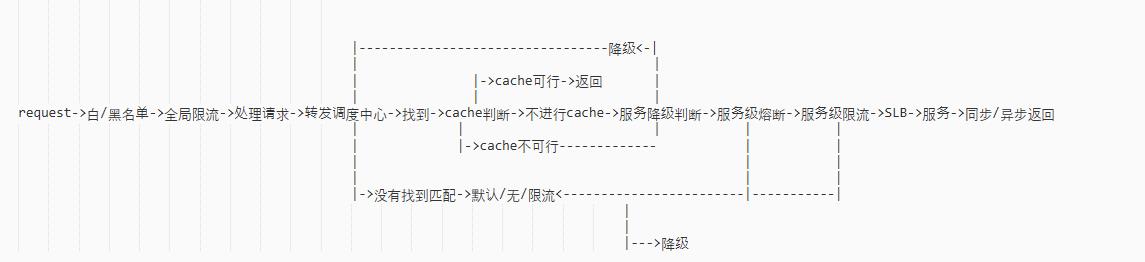 |---------------------------------降级<-|
|->cache可行->返回
request->白/黑名单->全局限流->处理请求->转发调度中心->找到->cache判断->不进行cache->服务降级判断->服务级熔断->服务级限流->SLB->服务->同步/异步返回
|->cache不可行-------------
|->没有找到匹配->默认/无/限流<------------------------|-----------|
|--->降级